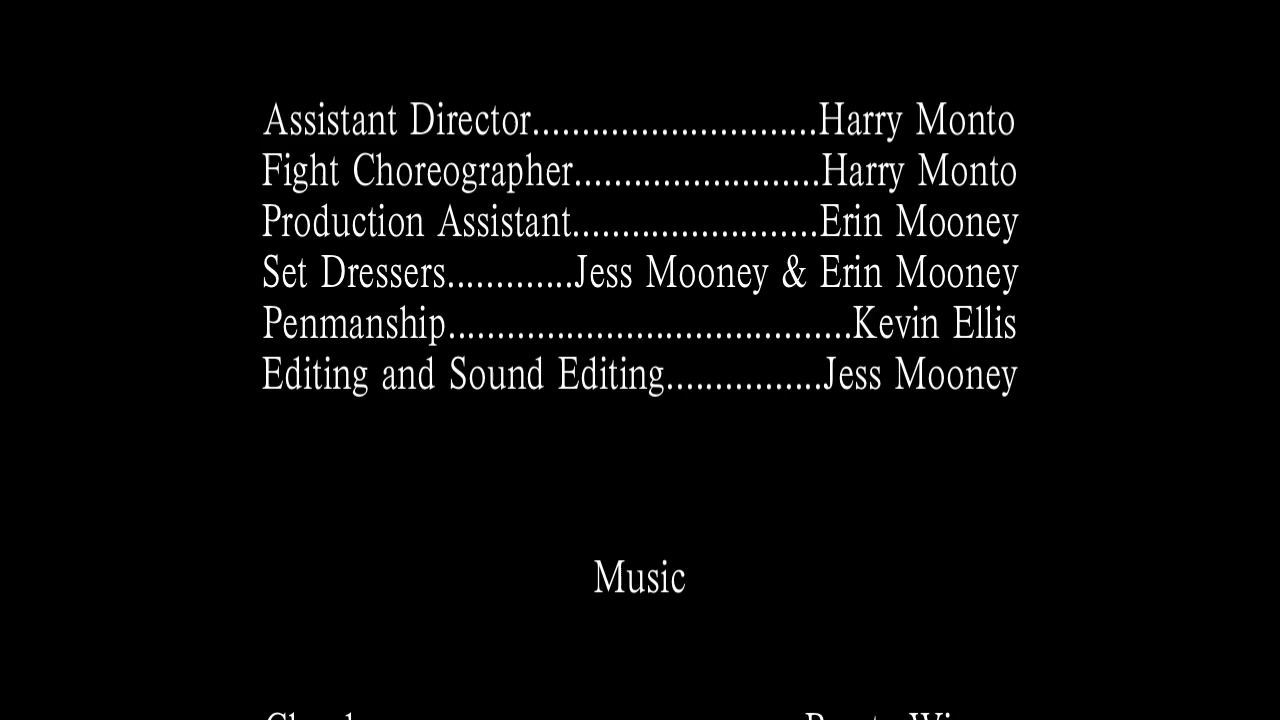 Assistant Director.............................Harry Monto
Fight Choreographer.........................Harry Monto
Production Assistant.........................Erin Mooney
Set Dressers.............Jess Mooney & Erin Mooney
Penmanship.........................................Kevin Ellis
Editing and Sound Editing................Jess Mooney
Music